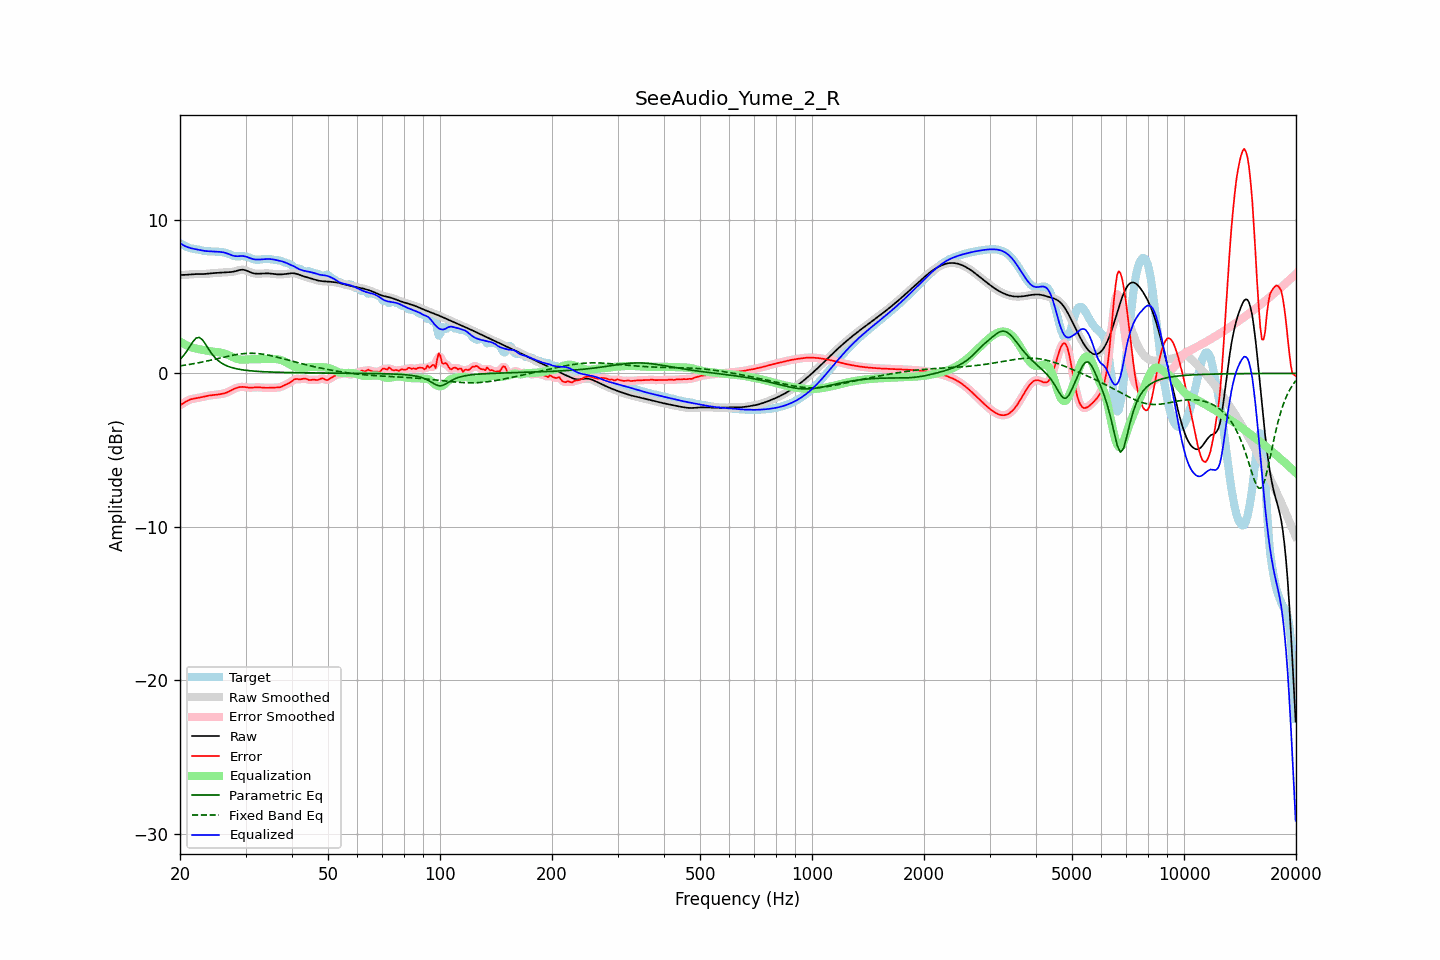 SeeAudio_Yume_2_R
10
0
−10
−20
−30
Amplitude (dBr)
Target
Raw Smoothed
Error Smoothed
Raw
Error
Equalization
Parametric Eq
Fixed Band Eq
Equalized
20 50 100 200 500 1000 2000 5000 10000 20000
Frequency (Hz)